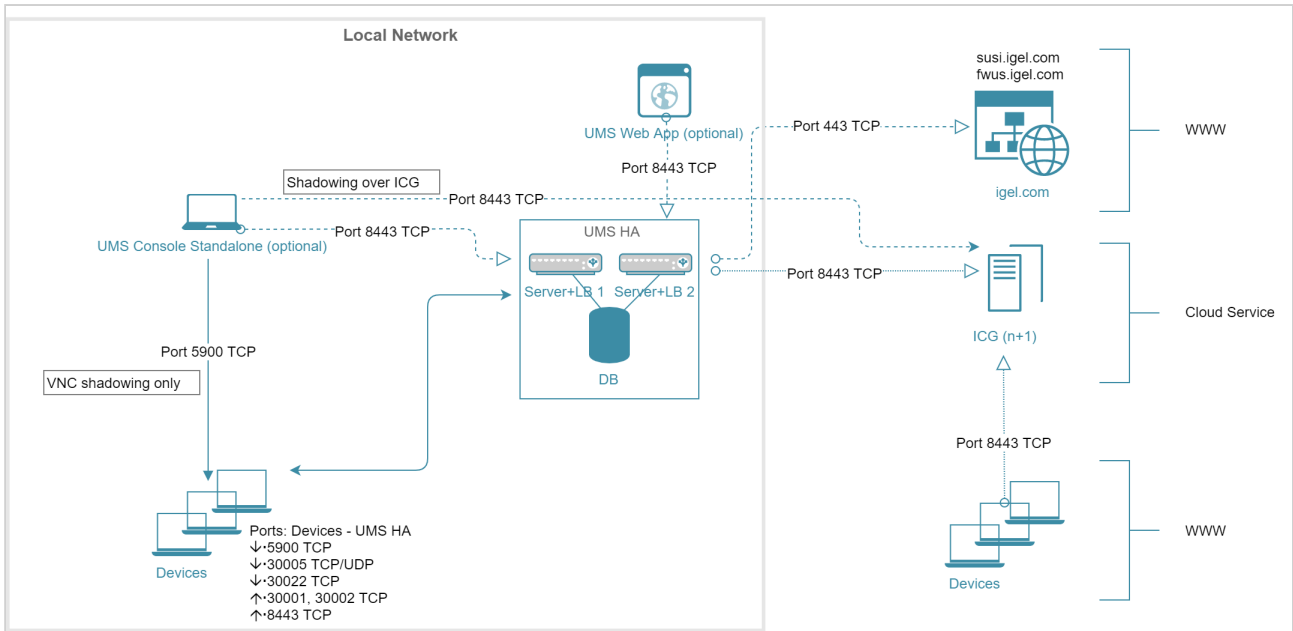 Local Network
susi.igel.com
fwus.igel.com
UMS Web App (optional)
Port 443 TCP
WWW
Port 8443 TCP
Shadowing over ICG
igel.com
Port 8443 TCP
UMS HA
Port 8443 TCP
UMS Console Standalone (optional)
Port 8443 TCP
Server+LB 1
Server+LB 2
Cloud Service
ICG (n+1)
Port 5900 TCP
DB
VNC shadowing only
Port 8443 TCP
Ports: Devices - UMS HA
↓·5900 TCP
↓·30005 TCP/UDP
↓·30022 TCP
↑·30001, 30002 TCP
↑·8443 TCP
Devices
WWW
Devices